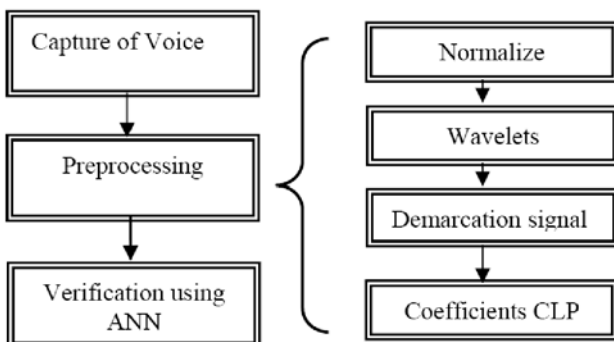 Capture of Voice
Preprocessing
Verification using
ANN
Normalize
Wavelets
Demarcation signal
Coefficients CLP